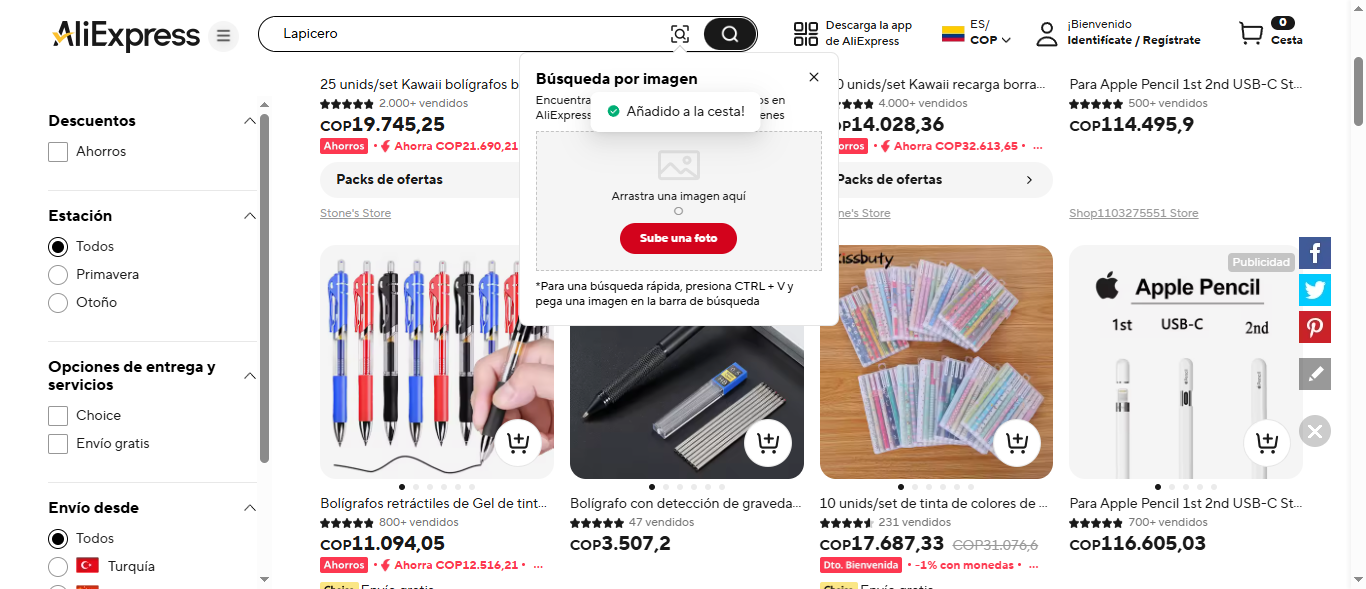 AliExpress
Lapicero
Descarga la app
de AliExpress
ES/
COP
¡Bienvenido
Identifícate / Regístrate
0
Cesta
Descuentos
Ahorros
Estación
Todos
Primavera
Otoño
Opciones de entrega y
servicios
Choice
Envío gratis
Envío desde
Todos
Turquía
Búsqueda por imagen
Encuentra
AliExpress
Añadido a la cesta!
Arrastra una imagen aquí
O
Sube una foto
*Para una búsqueda rápida, presiona CTRL + V y
pega una imagen en la barra de búsqueda
25 unids/set Kawaii bolígrafos b
2.000+ vendidos
COP19.745,25
Ahorros • Ahorra COP21.690,21
Packs de ofertas
Stone's Store
unids/set Kawaii recarga borra...
4.000+ vendidos
14.028,36
• Ahorra COP32.613,65 • ...
Packs de ofertas
Store
Para Apple Pencil 1st 2nd USB-C St...
500+ vendidos
COP114.495,9
Shop1103275551 Store
Bolígrafos retráctiles de Gel de tint...
800+ vendidos
COP11.094,05
Ahorros • Ahorra COP12.516,21 • ...
Choice Envío gratis
Bolígrafo con detección de graveda...
47 vendidos
COP3.507,2
kissbuty
10 unids/set de tinta de colores de ...
231 vendidos
COP17.687,33 COP31.076,6
Dto. Bienvenida • -1% con monedas • ...
Choice Envío gratis
Publicidad
Apple Pencil
1st USB-C 2nd
Para Apple Pencil 1st 2nd USB-C St...
700+ vendidos
COP116.605,03